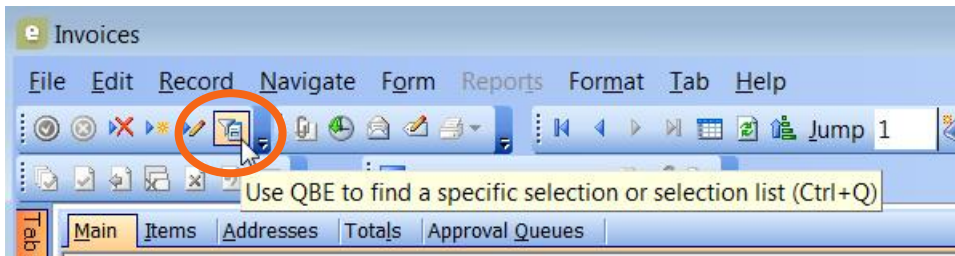 e Invoices
File Edit Record Navigate Form Reports Format Tab Help
Jump 1
Use QBE to find a specific selection or selection list (Ctrl+Q)
Tab
Main Items Addresses Totals Approval Queues